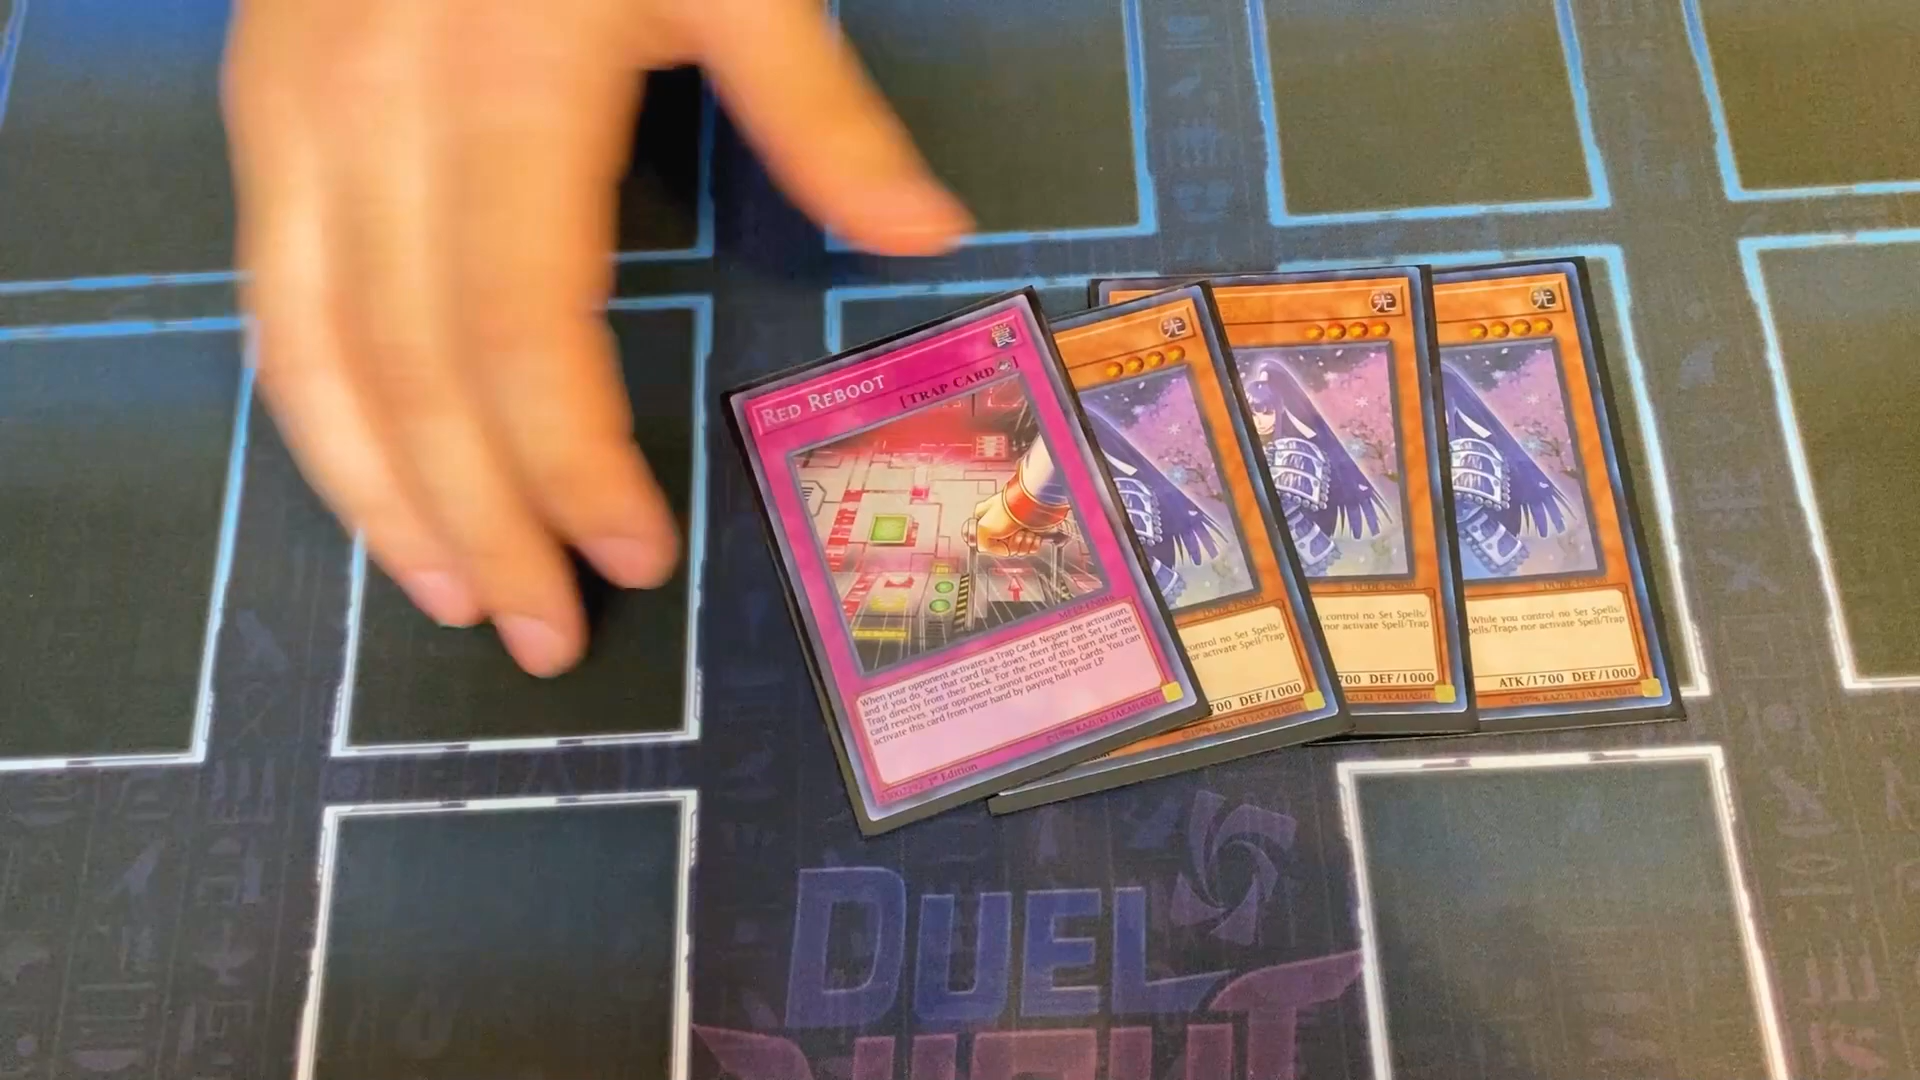 RED REBOOT
[TRAP CARD ]
When your opponent activates a Trap Card: Negate the activation,
and if you do, Set that card face-down, then they can Set 1 other
Trap directly from their Deck. For the rest of this turn after this
card resolves, your opponent cannot activate Trap Cards. You can
activate this card from your hand by paying half your LP
©1996 KAZUKI TAKAHASHI
1st Edition
光
control no Set Spells/
or activate Spell/Trap
700 DEF/1000
©1996 KAZUKI TAKAHASHI
光
control no Set Spells/
nor activate Spell/Trap
700 DEF/1000
KAZUKI TAKAHASHI
光
While you control no Set Spells/
pells/Traps nor activate Spell/Trap
ATK/1700 DEF/1000
©1996 KAZUKI TAKAHASHI
DUEL